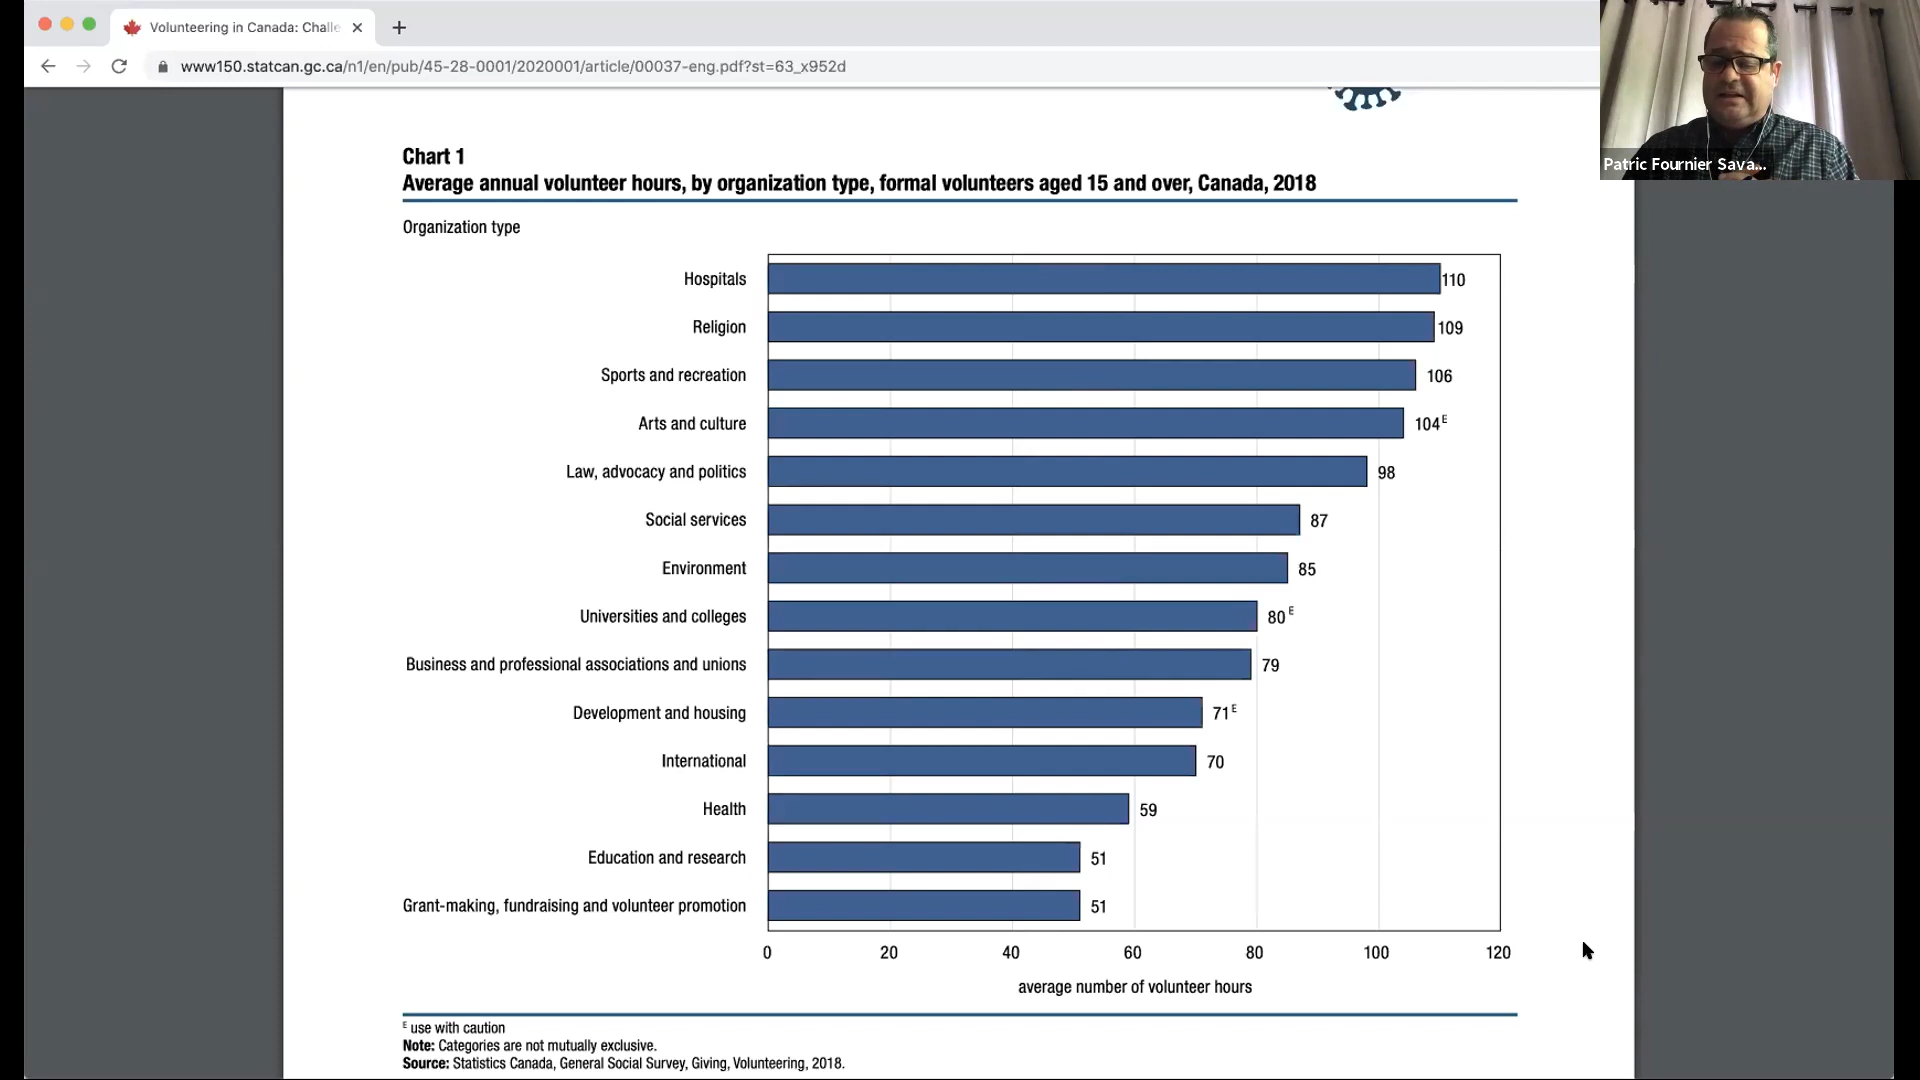 Volunteering in Canada: Challe
www150.statcan.gc.ca/n1/en/pub/45-28-0001/2020001/article/00037-eng.pdf?st=63_x952d
Patric Fournier Sava...
Chart 1
Average annual volunteer hours, by organization type, formal volunteers aged 15 and over, Canada, 2018
Organization type
Hospitals 110
Religion 109
Sports and recreation 106
Arts and culture 104 E
Law, advocacy and politics 98
Social services 87
Environment 85
Universities and colleges 80 E
Business and professional associations and unions 79
Development and housing 71 E
International 70
Health 59
Education and research 51
Grant-making, fundraising and volunteer promotion 51
0 20 40 60 80 100 120
average number of volunteer hours
E use with caution
Note: Categories are not mutually exclusive.
Source: Statistics Canada, General Social Survey, Giving, Volunteering, 2018.